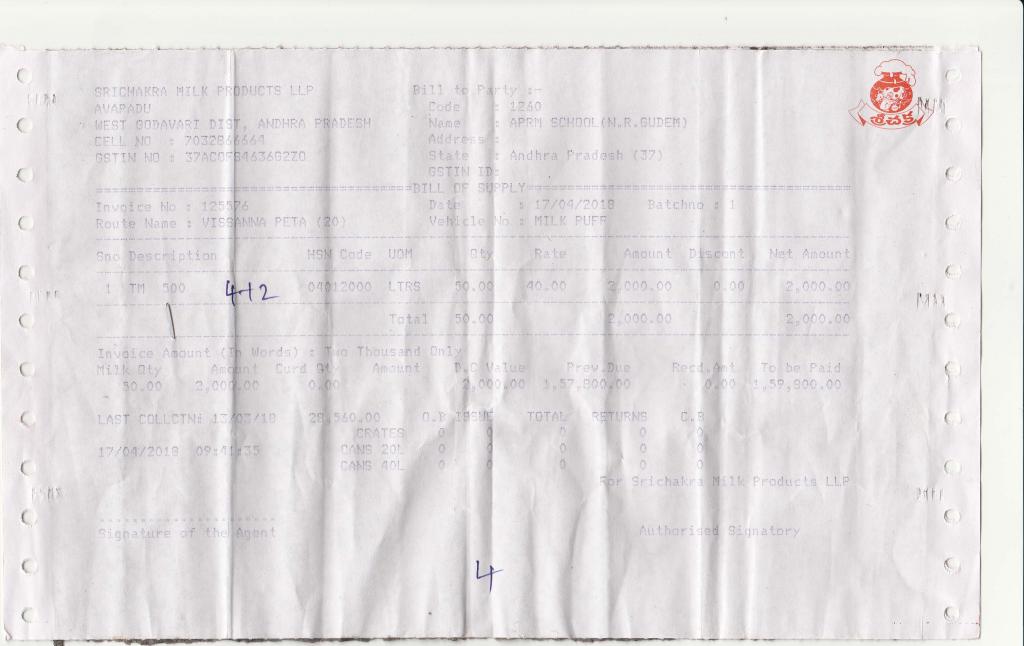 SRICHAKRA MILK PRODUCTS LLP Bill to Party :-
AVAPADU Code : 1260
WEST GODAVARI DIST, ANDHRA PRADESH Name : APRM SCHOOL(N.R.GUDEM)
CELL NO : 7032866664 Address :
GSTIN NO : State : Andhra Pradesh (37)
GSTIN ID:
శ్రీచక్ర
BILL OF SUPPLY
Invoice No : 125576 Date : 17/04/2018 Batchno : 1
Route Name : VISSANNA PETA (20) Vehicle No : MILK PUFF
Sno Description HSN Code UOM Qty Rate Amount Discont Net Amount
1 TM 500 4+2 04012000 LTRS 50.00 40.00 2,000.00 0.00 2,000.00
Total 50.00 2,000.00 2,000.00
Invoice Amount (In Words) : Two Thousand Only
Milk Qty Amount Curd Qty Amount D.C Value Prev.Due Recd.Amt To be Paid
50.00 2,000.00 0.00 2,000.00 1,57,800.00 0.00 1,59,800.00
LAST COLLCTN: 13/03/18 28,560.00 O.B ISSUE TOTAL RETURNS C.B
CRATES 0 0 0 0 0
17/04/2018 09:41:35 CANS 20L 0 0 0 0 0
CANS 40L 0 0 0 0 0
For Srichakra Milk Products LLP
Signature of the Agent Authorised Signatory
4